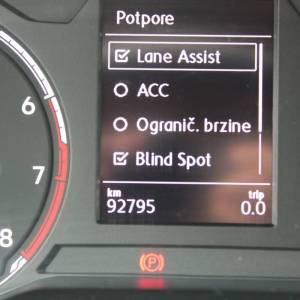 Potpore
Lane Assist
ACC
Ogranič. brzine
Blind Spot
km trip
92795 0.0
6
7
8
P